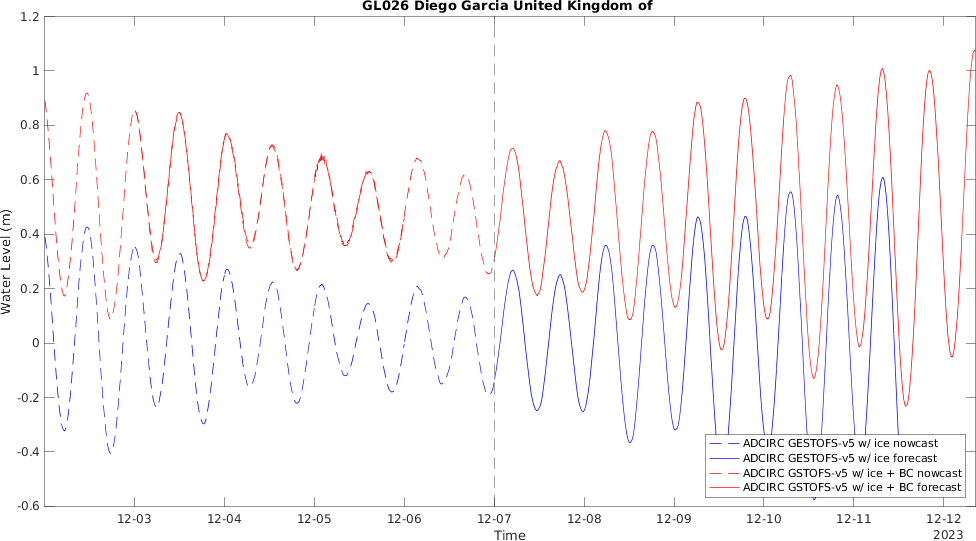 GL026 Diego Garcia United Kingdom of
1.2
1
0.8
0.6
0.4
0.2
0
-0.2
-0.4
-0.6
Water Level (m)
ADCIRC GESTOFS-v5 w/ ice nowcast
ADCIRC GESTOFS-v5 w/ ice forecast
ADCIRC GSTOFS-v5 w/ ice + BC nowcast
ADCIRC GSTOFS-v5 w/ ice + BC forecast
12-03 12-04 12-05 12-06 12-07 12-08 12-09 12-10 12-11 12-12
Time 2023